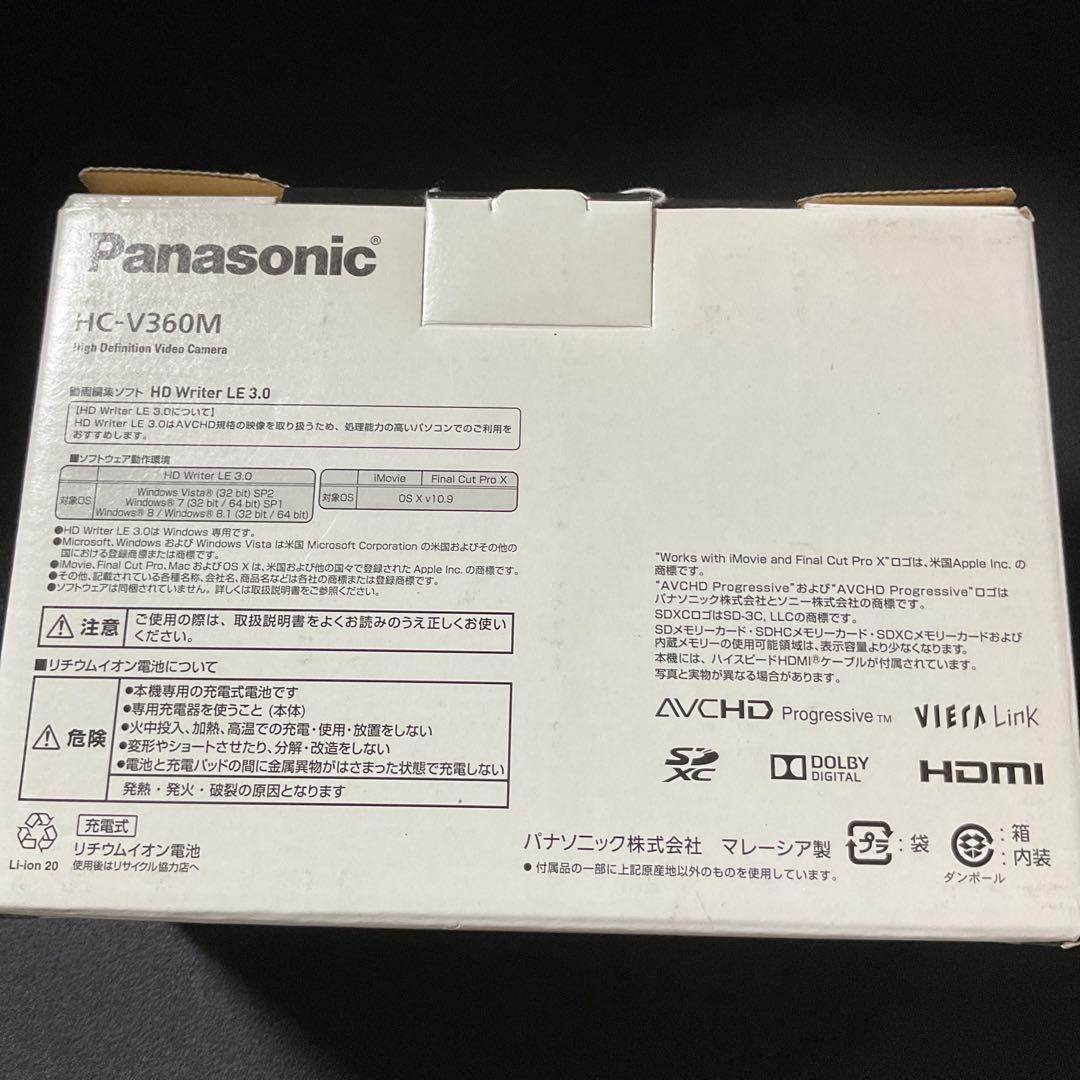 Panasonic®
HC-V360M
High Definition Video Camera
動画編集ソフト HD Writer LE 3.0
【HD Writer LE 3.0について】
HD Writer LE 3.0はAVCHD規格の映像を取り扱うため、処理能力の高いパソコンでのご利用を
おすすめします。
■ソフトウェア動作環境
HD Writer LE 3.0
対象OS
Windows Vista® (32 bit) SP2
Windows® 7 (32 bit / 64 bit) SP1
Windows® 8 / Windows® 8.1 (32 bit / 64 bit)
iMovie Final Cut Pro X
対象OS OS X v10.9
●HD Writer LE 3.0は Windows 専用です。
●Microsoft、Windows および Windows Vista は米国 Microsoft Corporation の米国およびその他の
国における登録商標または商標です。
●iMovie、Final Cut Pro、Mac および OS X は、米国および他の国々で登録された Apple Inc. の商標です。
●その他、記載されている各種名称、会社名、商品名などは各社の商標または登録商標です。
●ソフトウェアは同梱されていません。詳しくは取扱説明書をご参照ください。
注意 ご使用の際は、取扱説明書をよくお読みのうえ正しくお使い
ください。
■リチウムイオン電池について
危険
●本機専用の充電式電池です
●専用充電器を使うこと (本体)
●火中投入、加熱、高温での充電・使用・放置をしない
●変形やショートさせたり、分解・改造をしない
●電池と充電パッドの間に金属異物がはさまった状態で充電しない
発熱・発火・破裂の原因となります
Li-ion 20
充電式
リチウムイオン電池
使用後はリサイクル協力店へ
"Works with iMovie and Final Cut Pro X"ロゴは、米国Apple Inc. の
商標です。
"AVCHD Progressive"および"AVCHD Progressive"ロゴは
パナソニック株式会社とソニー株式会社の商標です。
SDXCロゴはSD-3C, LLCの商標です。
SDメモリーカード・SDHCメモリーカード・SDXCメモリーカードおよび
内蔵メモリーの使用可能領域は、表示容量より少なくなります。
本機には、ハイスピードHDMI®ケーブルが付属されています。
写真と実物が異なる場合があります。
AVCHD Progressive™ VIERA Link
SD XC DOLBY DIGITAL HDMI
パナソニック株式会社 マレーシア製
●付属品の一部に上記原産地以外のものを使用しています。
プラ:袋
:箱
:内装
ダンボール